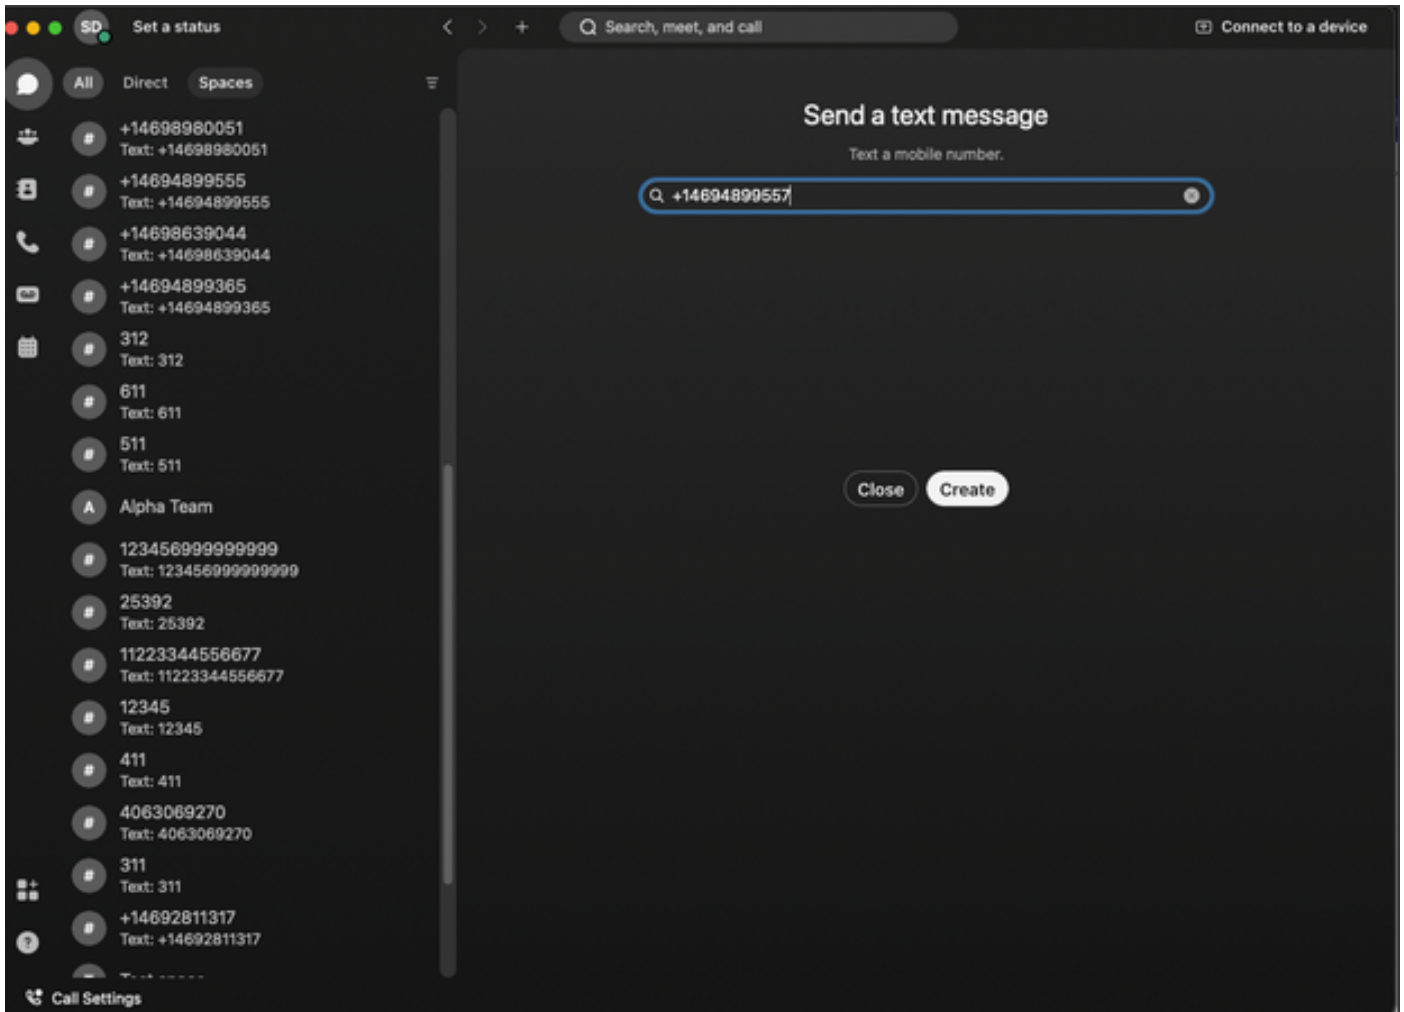 SD
Set a status
Search, meet, and call
Connect to a device
All
Direct
Spaces
+14698980051
Text: +14698980051
+14694899555
Text: +14694899555
+14698639044
Text: +14698639044
+14694899365
Text: +14694899365
312
Text: 312
611
Text: 611
511
Text: 511
A
Alpha Team
123456999999999
Text: 123456999999999
25392
Text: 25392
11223344556677
Text: 11223344556677
12345
Text: 12345
411
Text: 411
4063069270
Text: 4063069270
311
Text: 311
+14692811317
Text: +14692811317
Call Settings
Send a text message
Text a mobile number.
+14694899557
Close
Create